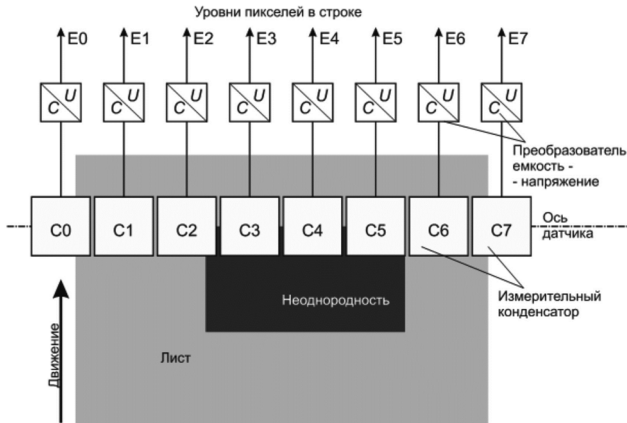 Уровни пикселей в строке
E0 E1 E2 E3 E4 E5 E6 E7
C U C U C U C U C U C U C U C U
Преобразователь
емкость -
- напряжение
C0 C1 C2 C3 C4 C5 C6 C7
Ось
датчика
Неоднородность
Измерительный
конденсатор
Движение
Лист